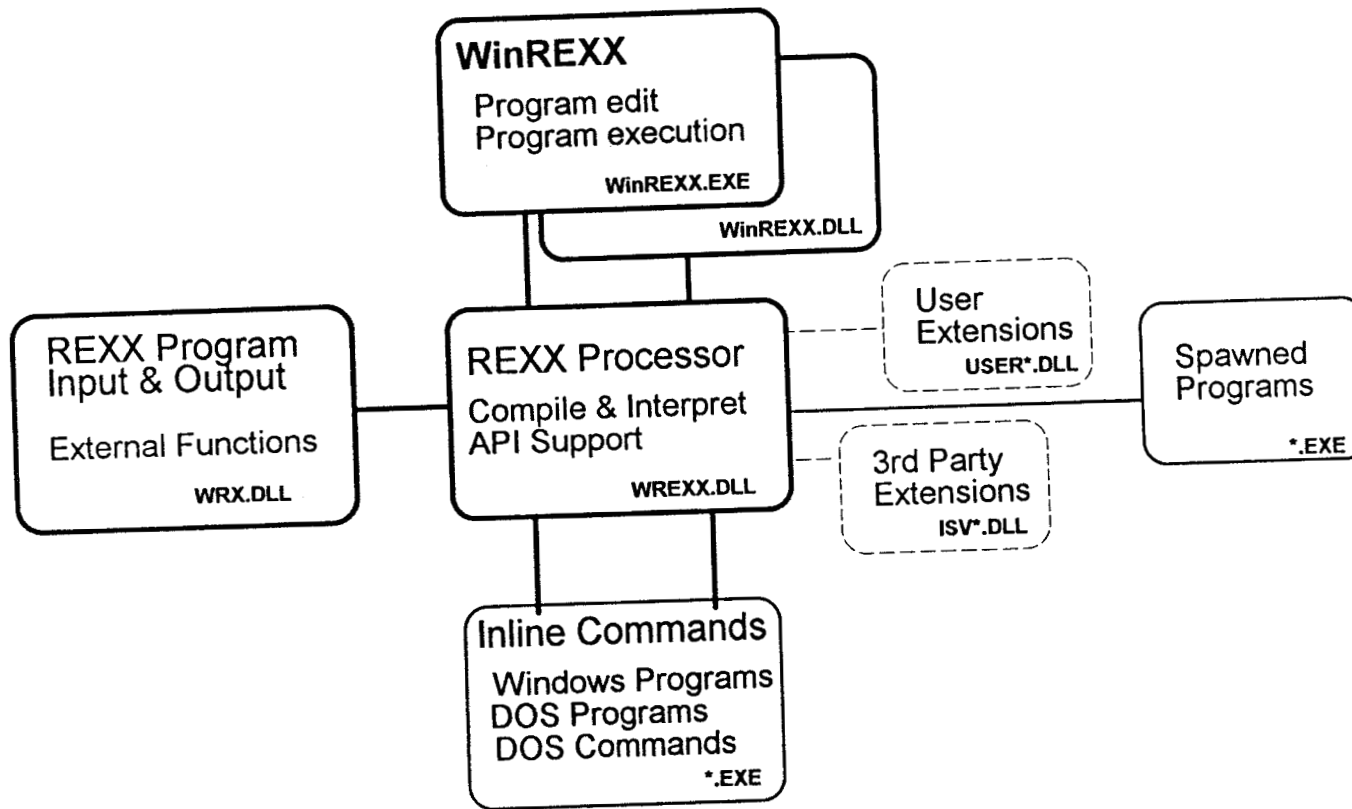 WinREXX
Program edit
Program execution
WinREXX.EXE
WinREXX.DLL
REXX Program
Input & Output
External Functions
WRX.DLL
REXX Processor
Compile & Interpret
API Support
WREXX.DLL
User
Extensions
USER*.DLL
3rd Party
Extensions
ISV*.DLL
Spawned
Programs
*.EXE
Inline Commands
Windows Programs
DOS Programs
DOS Commands
*.EXE